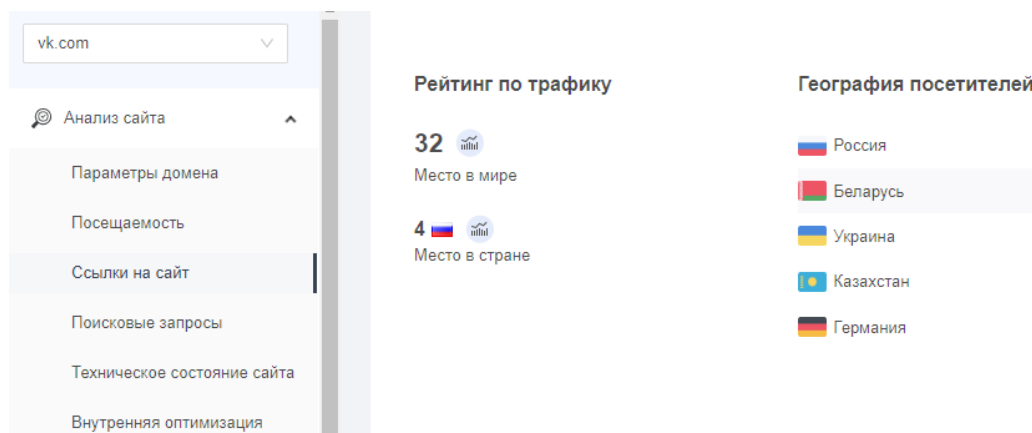 vk.com
Анализ сайта
Параметры домена
Посещаемость
Ссылки на сайт
Поисковые запросы
Техническое состояние сайта
Внутренняя оптимизация
Рейтинг по трафику
32
Место в мире
4
Место в стране
География посетителей
Россия
Беларусь
Украина
Казахстан
Германия